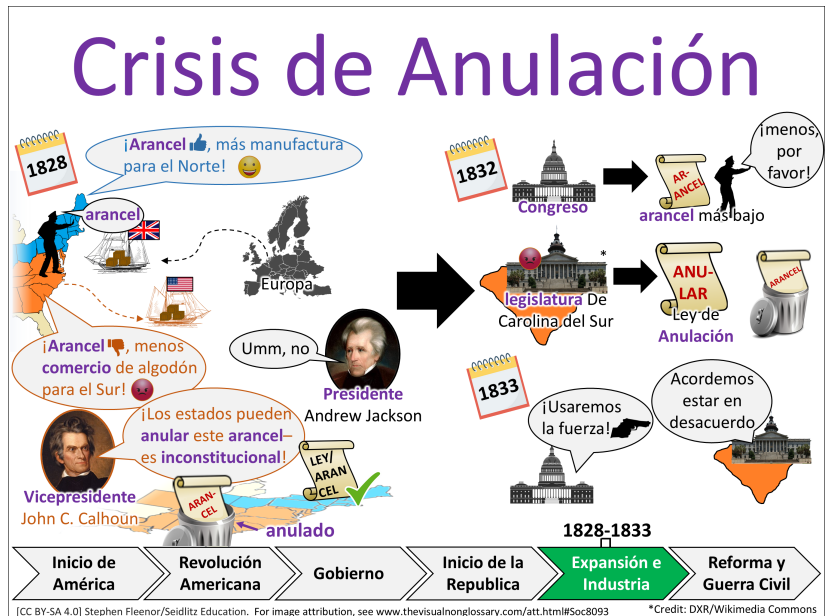 Crisis de Anulación
1828
¡Arancel, más manufactura
para el Norte!
arancel
Europa
¡Arancel, menos
comercio de algodón
para el Sur!
Umm, no
Presidente
Andrew Jackson
¡Los estados pueden
anular este arancel–
es inconstitucional!
Vicepresidente
John C. Calhoun
ARAN-
CEL
anulado
LEY/
ARAN
CEL
1832
Congreso
AR-
ANCEL
arancel más bajo
¡menos,
por
favor!
*
legislatura De
Carolina del Sur
ANU-
LAR
Ley de
Anulación
ARANCEL
1833
¡Usaremos
la fuerza!
Acordemos
estar en
desacuerdo
1828-1833
Inicio de
América
Revolución
Americana
Gobierno
Inicio de la
Republica
Expansión e
Industria
Reforma y
Guerra Civil
[CC BY-SA 4.0] Stephen Fleenor/Seidlitz Education. For image attribution, see www.thevisualnonglossary.com/att.html#Soc8093
*Credit: DXR/Wikimedia Commons